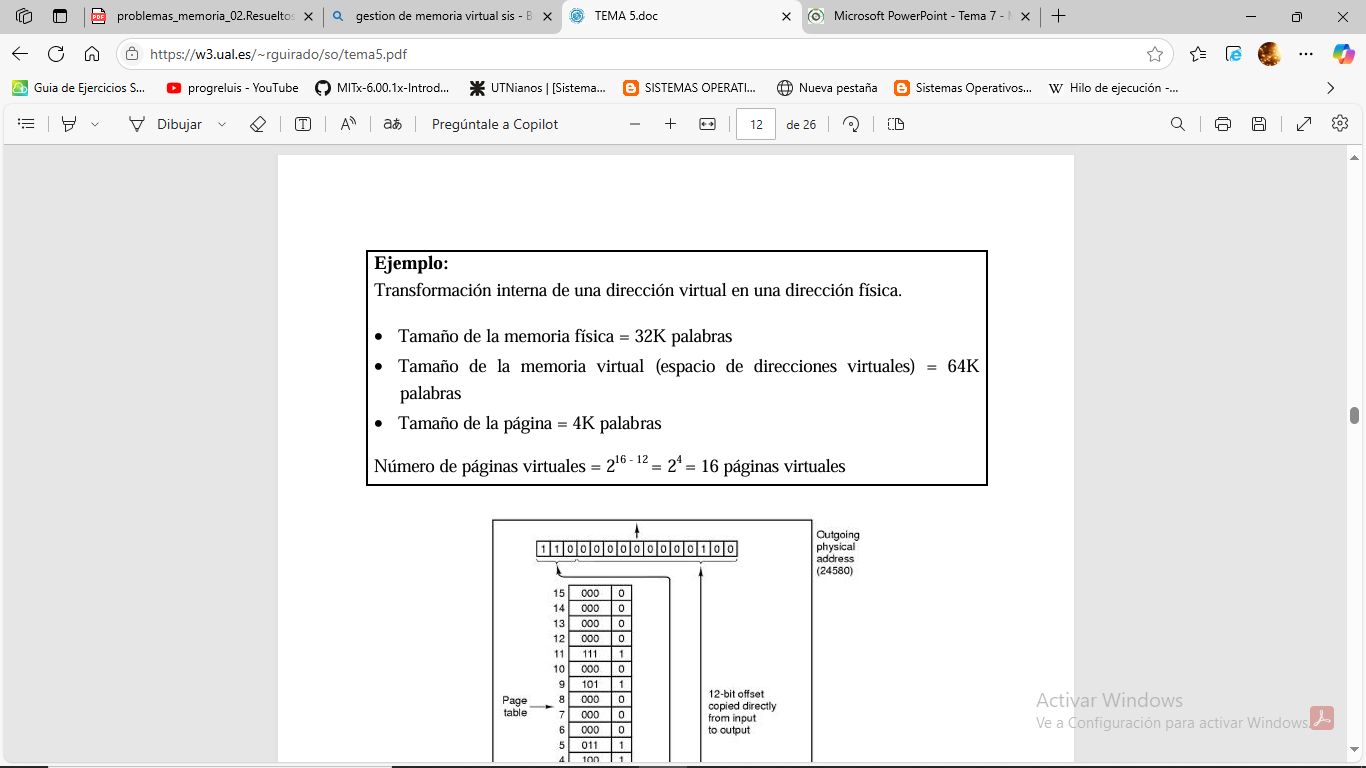 problemas_memoria_02.Resueltos
gestion de memoria virtual sis - B
TEMA 5.doc
Microsoft PowerPoint - Tema 7 -
https://w3.ual.es/~rguirado/so/tema5.pdf
Guia de Ejercicios S...
progreluis - YouTube
MITx-6.00.1x-Introd...
UTNianos | [Sistema...
SISTEMAS OPERATI...
Nueva pestaña
Sistemas Operativos...
Hilo de ejecución -...
Dibujar
Pregúntale a Copilot
12 de 26
Ejemplo:
Transformación interna de una dirección virtual en una dirección física.
• Tamaño de la memoria física = 32K palabras
• Tamaño de la memoria virtual (espacio de direcciones virtuales) = 64K
palabras
• Tamaño de la página = 4K palabras
Número de páginas virtuales = 2^16 - 12 = 2^4 = 16 páginas virtuales
1 1 0 0 0 0 0 0 0 0 0 0 1 0 0
Outgoing
physical
address
(24580)
15 000 0
14 000 0
13 000 0
12 000 0
11 111 1
10 000 0
9 101 1
8 000 0
7 000 0
6 000 0
5 011 1
4 100 1
Page
table
12-bit offset
copied directly
from input
to output
Activar Windows
Ve a Configuración para activar Windows.